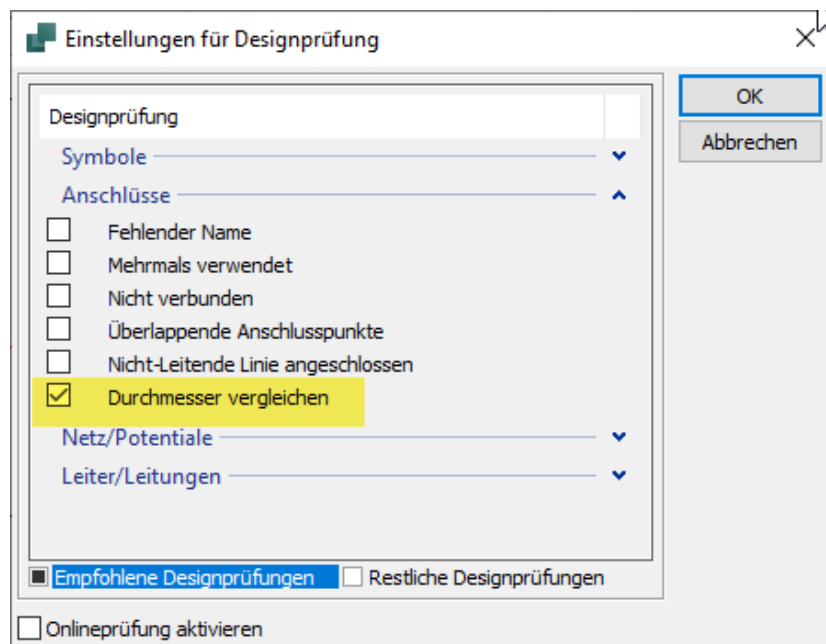 Einstellungen für Designprüfung
OK
Abbrechen
Designprüfung
Symbole
Anschlüsse
Fehlender Name
Mehrmals verwendet
Nicht verbunden
Überlappende Anschlusspunkte
Nicht-Leitende Linie angeschlossen
Durchmesser vergleichen
Netz/Potentiale
Leiter/Leitungen
Empfohlene Designprüfungen Restliche Designprüfungen
Onlineprüfung aktivieren